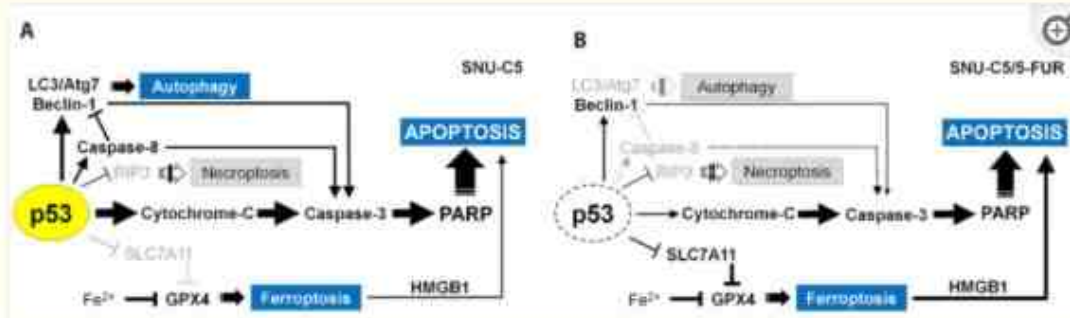 A
SNU-C5
LC3/Atg7
Autophagy
Beclin-1
APOPTOSIS
Caspase-8
RIP3
Necroptosis
p53
Cytochrome-C
Caspase-3
PARP
SLC7A11
Fe²⁺
GPX4
Ferroptosis
HMGB1
B
SNU-C5/5-FUR
LC3/Atg7
Autophagy
Beclin-1
APOPTOSIS
Caspase-8
RIP3
Necroptosis
p53
Cytochrome-C
Caspase-3
PARP
SLC7A11
Fe²⁺
GPX4
Ferroptosis
HMGB1